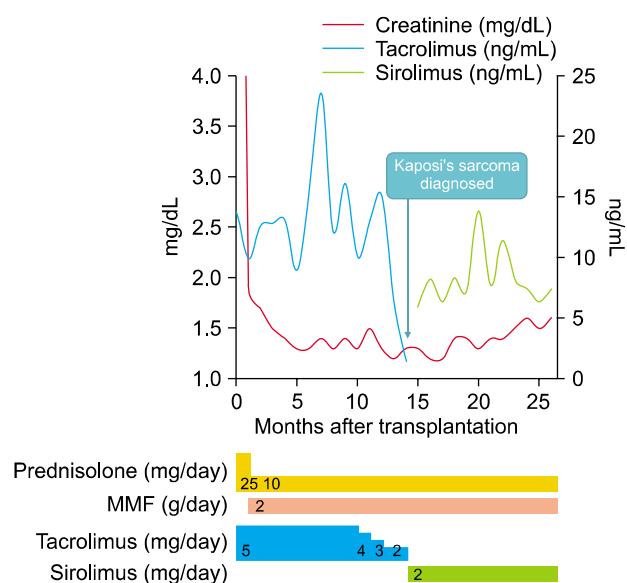 Creatinine (mg/dL)
Tacrolimus (ng/mL)
Sirolimus (ng/mL)
4.0
3.5
3.0
2.5
2.0
1.5
1.0
mg/dL
25
20
15
10
5
0
ng/mL
Kaposi's sarcoma
diagnosed
0 5 10 15 20 25
Months after transplantation
Prednisolone (mg/day) 25 10
MMF (g/day) 2
Tacrolimus (mg/day) 5 4 3 2
Sirolimus (mg/day) 2